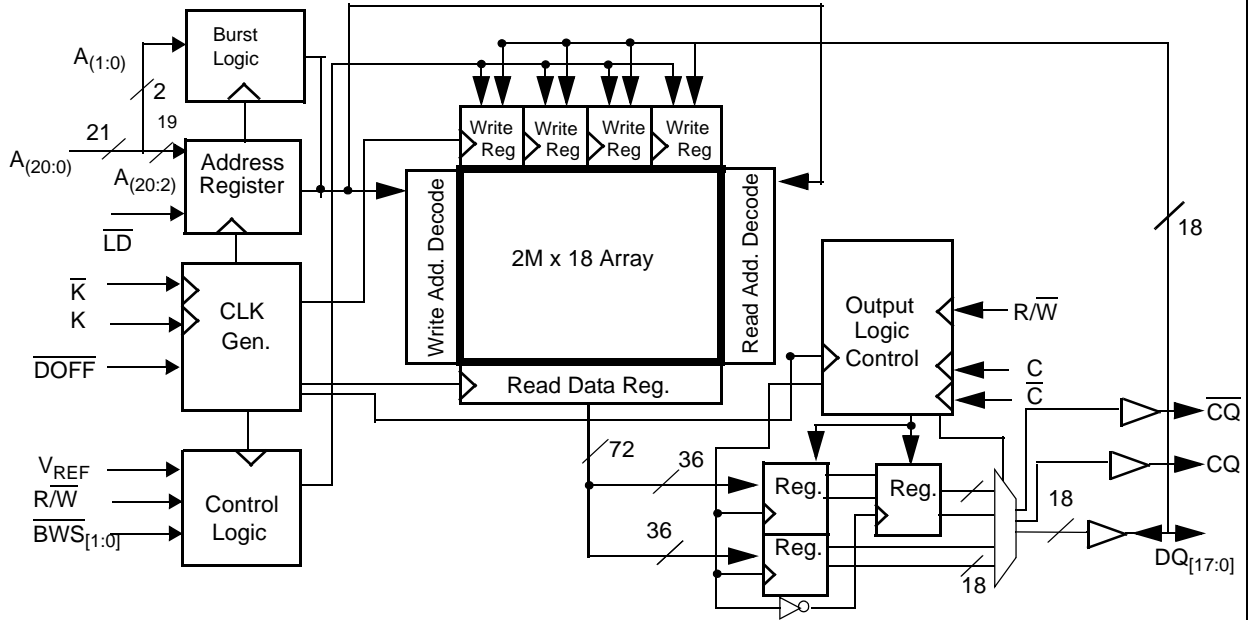 Burst
Logic
A(1:0)
2
21
19
A(20:0)
A(20:2)
Address
Register
LD
K
K
CLK
Gen.
DOFF
VREF
R/W
BWS[1:0]
Control
Logic
Write
Reg
Write
Reg
Write
Reg
Write
Reg
Write Add. Decode
2M x 18 Array
Read Add. Decode
Read Data Reg.
72
36
36
Output
Logic
Control
R/W
C
C
Reg.
Reg.
Reg.
18
18
18
CQ
CQ
DQ[17:0]